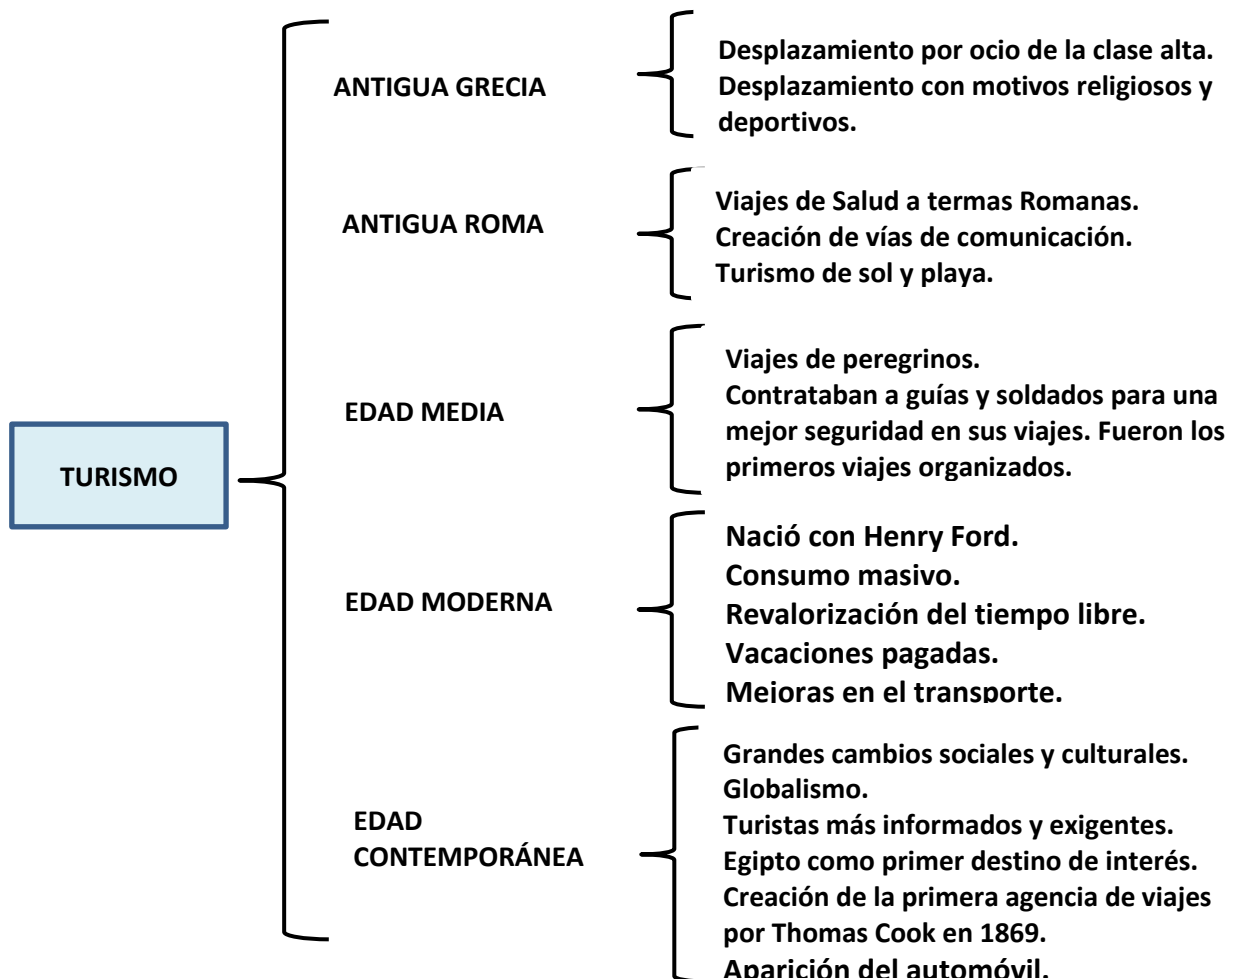 ANTIGUA GRECIA
Desplazamiento por ocio de la clase alta.
Desplazamiento con motivos religiosos y
deportivos.
ANTIGUA ROMA
Viajes de Salud a termas Romanas.
Creación de vías de comunicación.
Turismo de sol y playa.
EDAD MEDIA
Viajes de peregrinos.
Contrataban a guías y soldados para una
mejor seguridad en sus viajes. Fueron los
primeros viajes organizados.
TURISMO
EDAD MODERNA
Nació con Henry Ford.
Consumo masivo.
Revalorización del tiempo libre.
Vacaciones pagadas.
Mejoras en el transporte.
EDAD
CONTEMPORÁNEA
Grandes cambios sociales y culturales.
Globalismo.
Turistas más informados y exigentes.
Egipto como primer destino de interés.
Creación de la primera agencia de viajes
por Thomas Cook en 1869.
Aparición del automóvil.